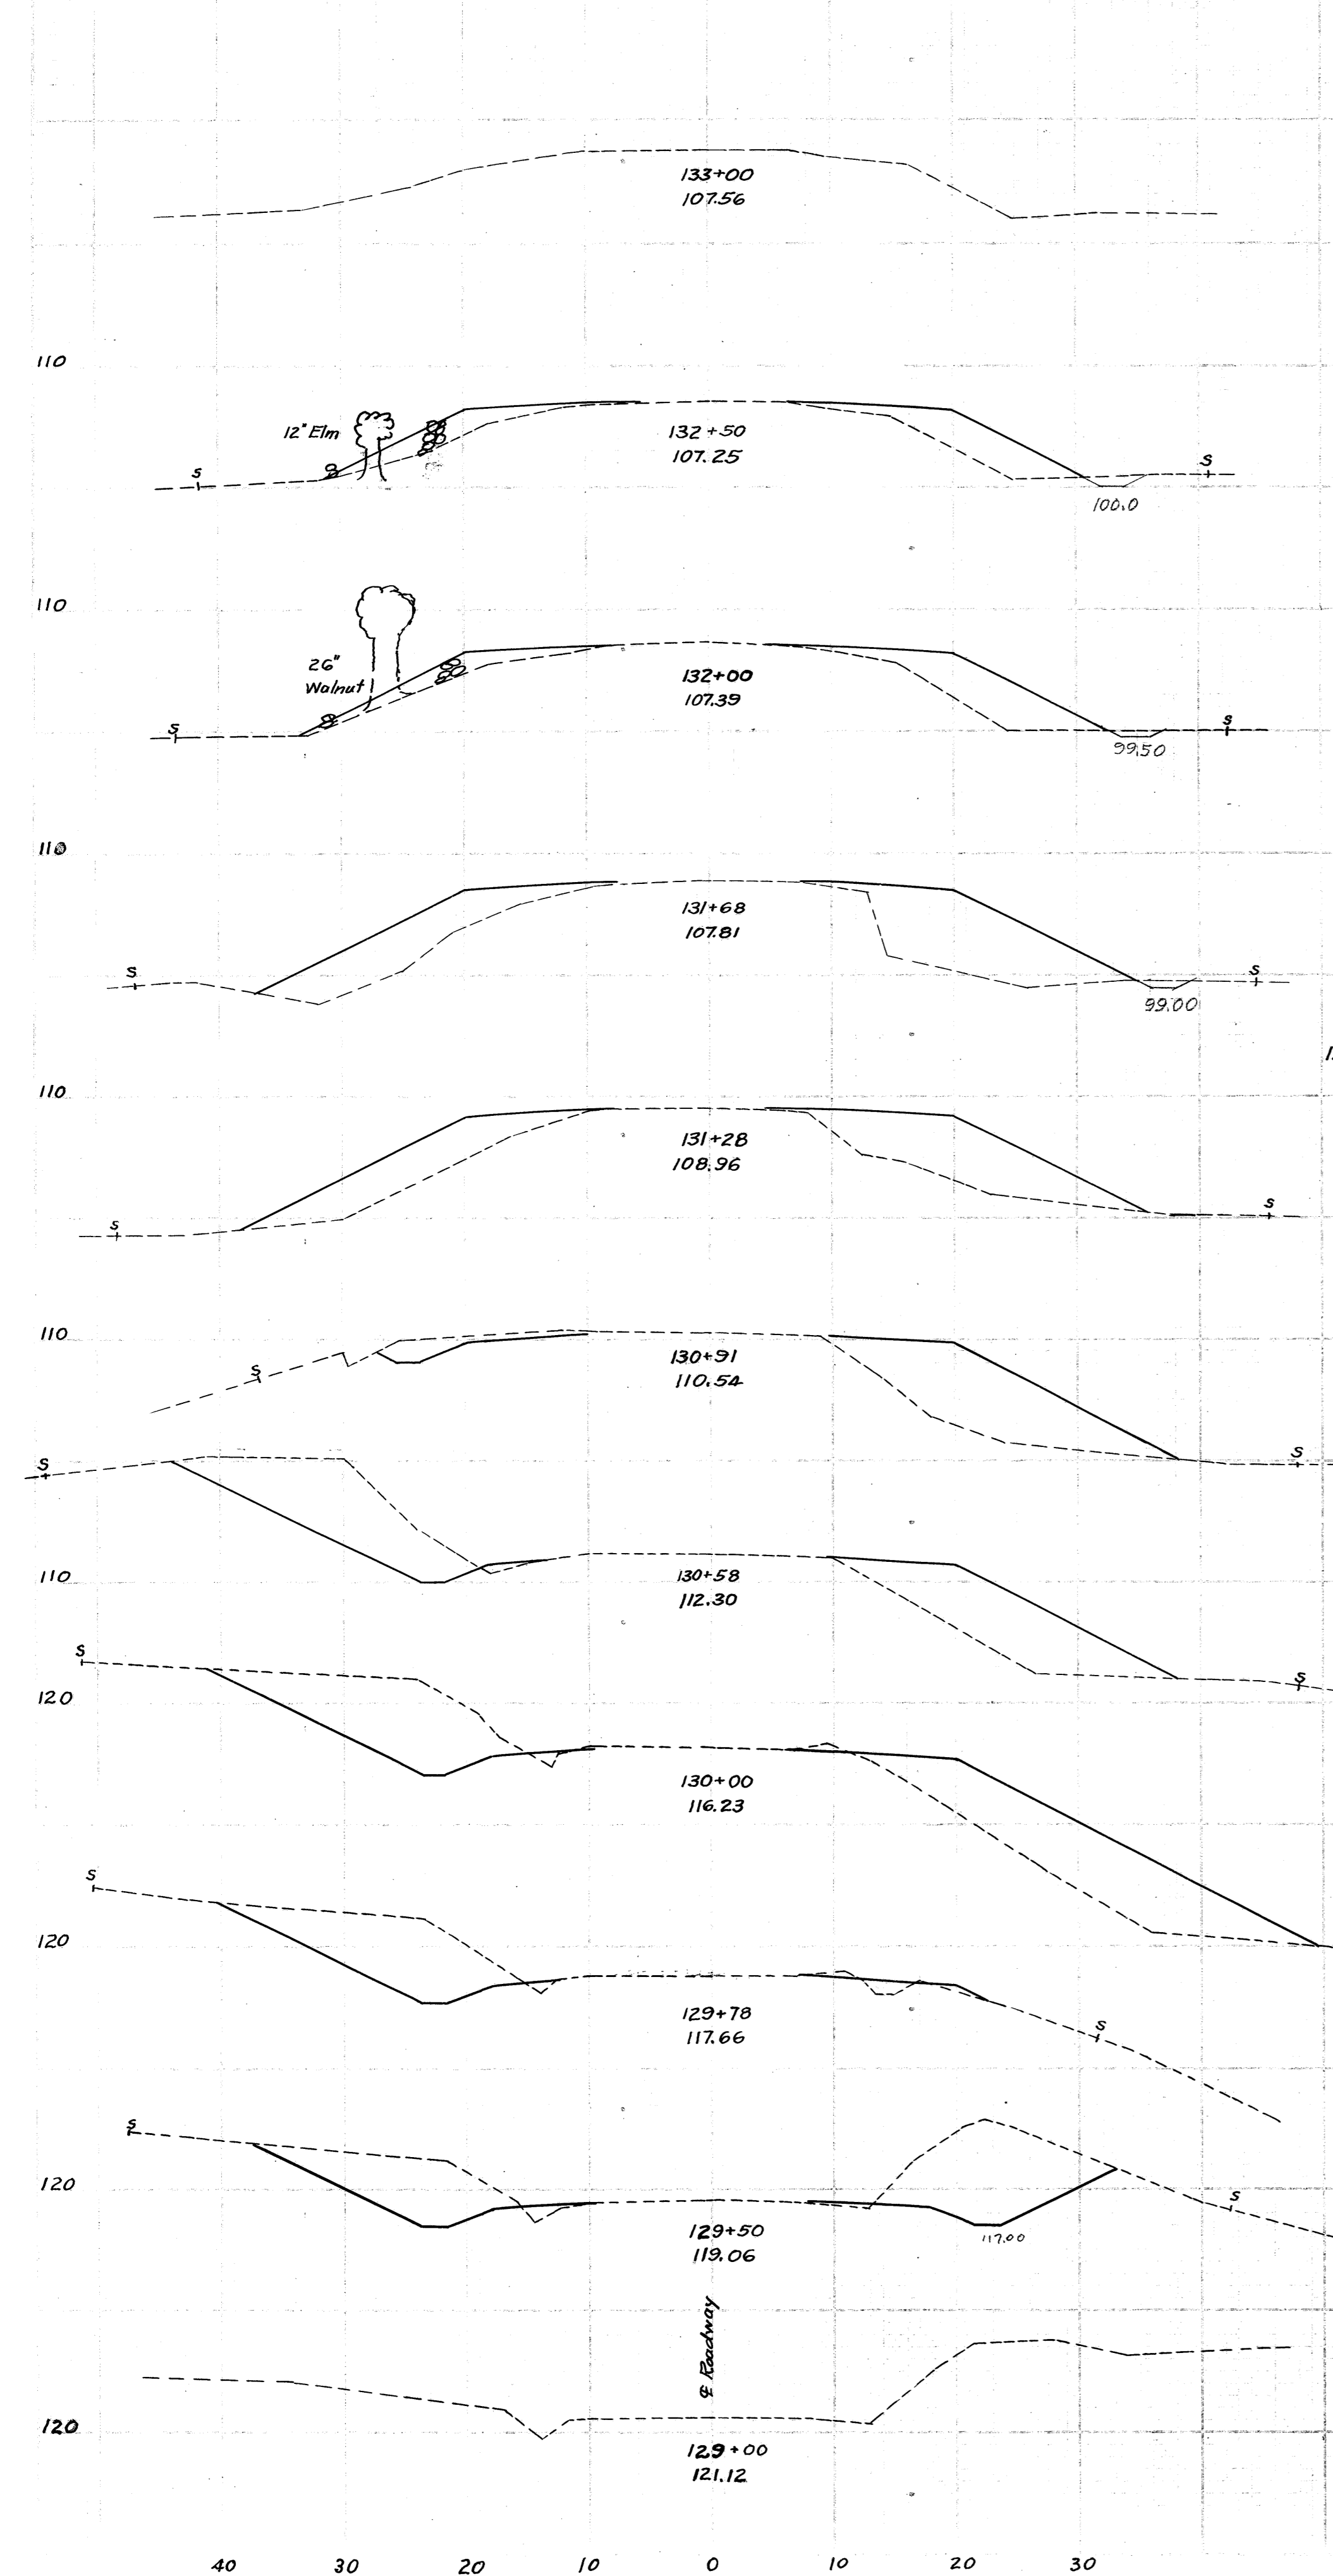 133+00
107.56
110
12" Elm
132+50
107.25
S
S
100.0
110
26"
Walnut
132+00
107.39
S
S
99.50
110
131+68
107.81
S
S
99.00
110
131+28
108.96
S
S
110
130+91
110.54
S
S
S
110
130+58
112.30
S
S
120
130+00
116.23
S
120
129+78
117.66
S
S
120
129+50
119.06
S
117.00
℄ Roadway
120
129+00
121.12
40 30 20 10 0 10 20 30